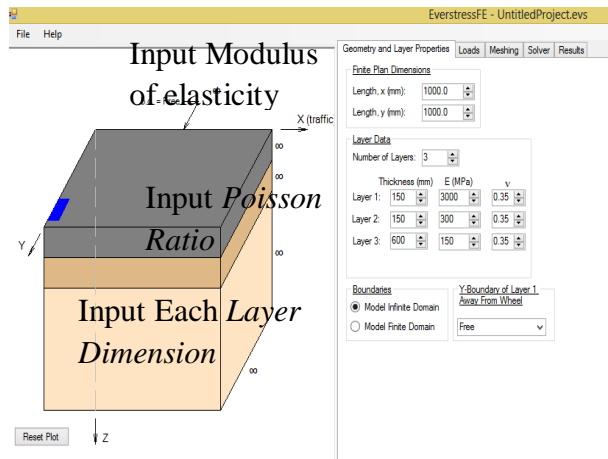 EverstressFE - UntitledProject.evs
File Help
Input Modulus
of elasticity
= Free
X (traffic
∞
∞
∞
∞
Input Poisson
Ratio
Y
Input Each Layer
Dimension
Z
Reset Plot
Geometry and Layer Properties Loads Meshing Solver Results
Finite Plan Dimensions
Length, x (mm): 1000.0
Length, y (mm): 1000.0
Layer Data
Number of Layers: 3
Thickness (mm) E (MPa) v
Layer 1: 150 3000 0.35
Layer 2: 150 300 0.35
Layer 3: 600 150 0.35
Boundaries
Model Infinite Domain
Model Finite Domain
Y-Boundary of Layer 1
Away From Wheel
Free